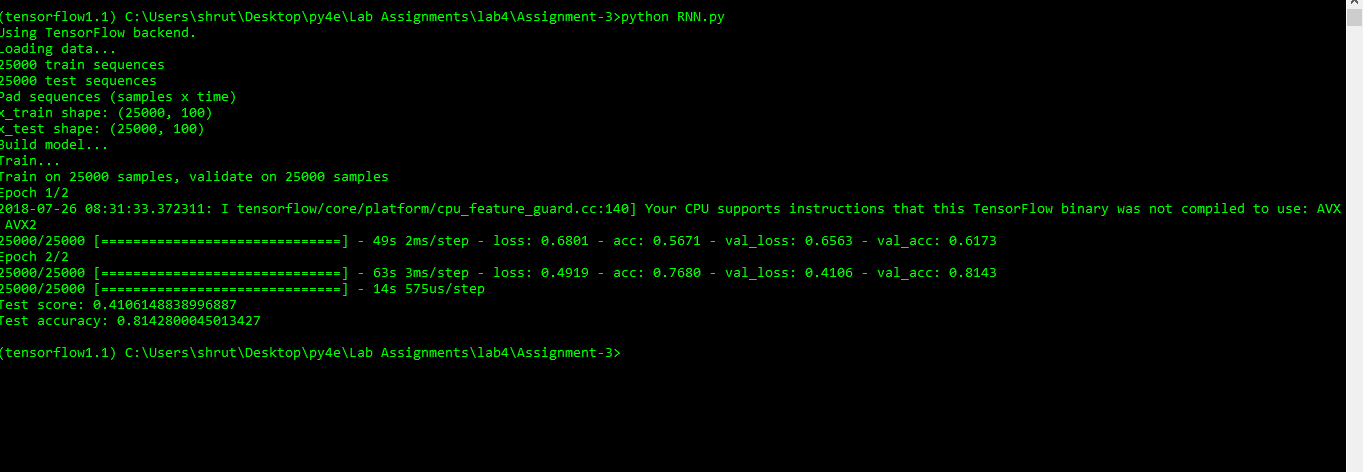 (tensorflow1.1) C:\Users\shrut\Desktop\py4e\Lab Assignments\lab4\Assignment-3>python RNN.py
Using TensorFlow backend.
Loading data...
25000 train sequences
25000 test sequences
Pad sequences (samples x time)
x_train shape: (25000, 100)
x_test shape: (25000, 100)
Build model...
Train...
Train on 25000 samples, validate on 25000 samples
Epoch 1/2
2018-07-26 08:31:33.372311: I tensorflow/core/platform/cpu_feature_guard.cc:140] Your CPU supports instructions that this TensorFlow binary was not compiled to use: AVX
AVX2
25000/25000 [==============================] - 49s 2ms/step - loss: 0.6801 - acc: 0.5671 - val_loss: 0.6563 - val_acc: 0.6173
Epoch 2/2
25000/25000 [==============================] - 63s 3ms/step - loss: 0.4919 - acc: 0.7680 - val_loss: 0.4106 - val_acc: 0.8143
25000/25000 [==============================] - 14s 575us/step
Test score: 0.4106148838996887
Test accuracy: 0.8142800045013427
(tensorflow1.1) C:\Users\shrut\Desktop\py4e\Lab Assignments\lab4\Assignment-3>